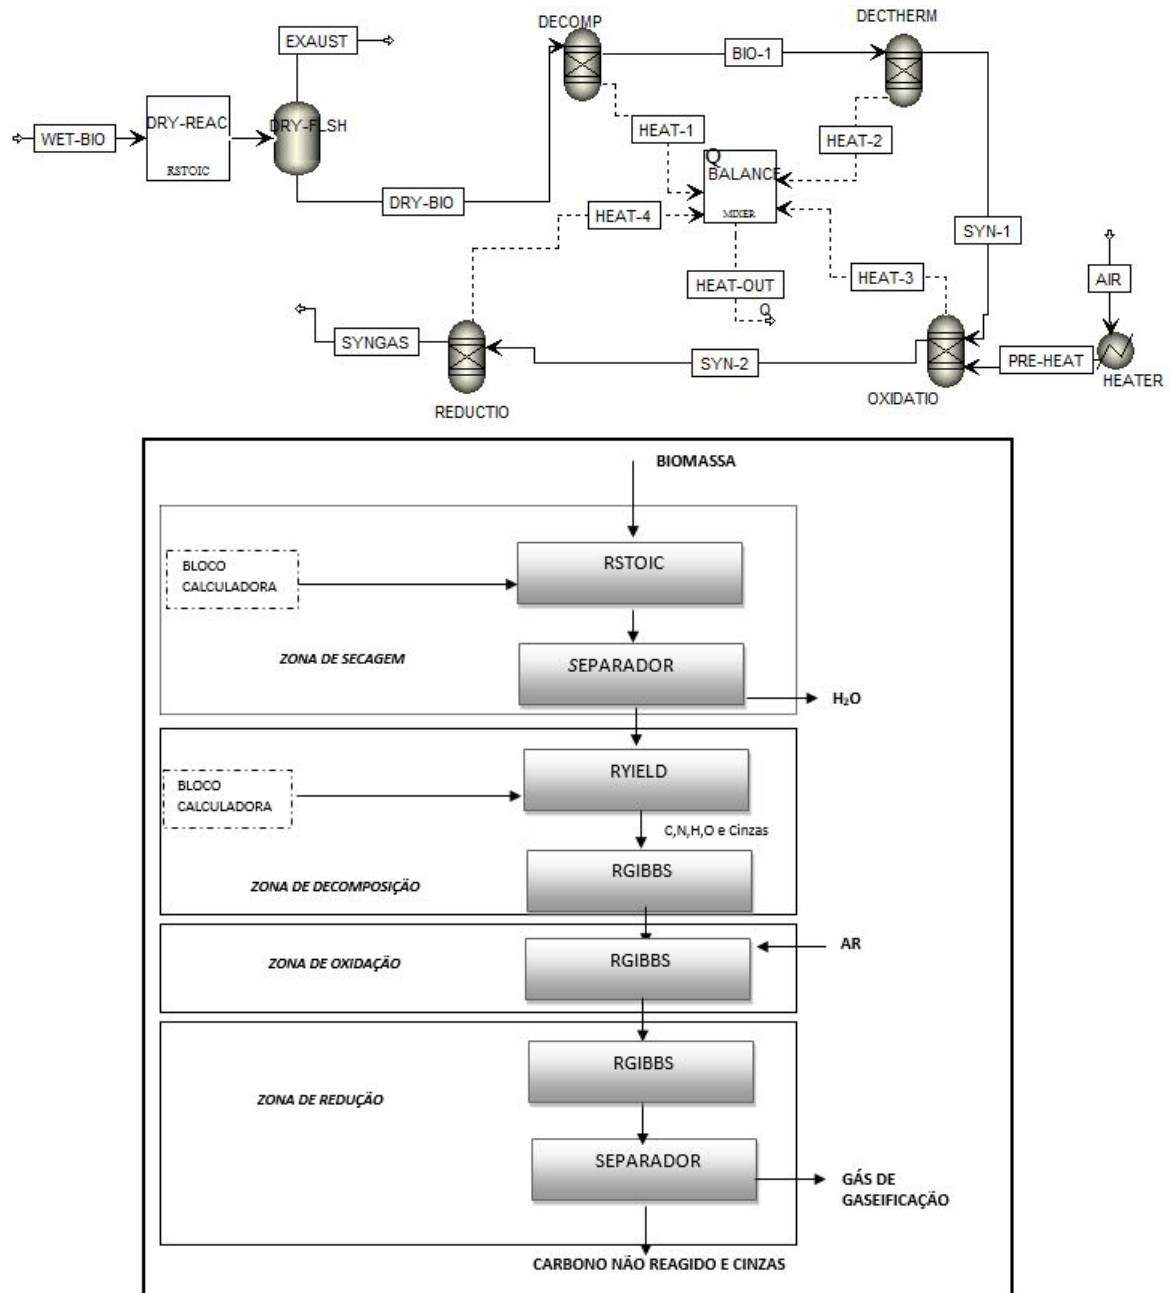 DECOMP
DECTHERM
EXAUST
BIO-1
WET-BIO
DRY-REAC
RSTOIC
DRY-FLSH
HEAT-1
HEAT-2
Q
BALANCE
MIXER
DRY-BIO
HEAT-4
SYN-1
HEAT-OUT
Q
HEAT-3
AIR
SYNGAS
SYN-2
PRE-HEAT
HEATER
REDUCTIO
OXIDATIO
BIOMASSA
BLOCO
CALCULADORA
RSTOIC
ZONA DE SECAGEM
SEPARADOR
H₂O
RYIELD
BLOCO
CALCULADORA
C,N,H,O e Cinzas
RGIBBS
ZONA DE DECOMPOSIÇÃO
AR
ZONA DE OXIDAÇÃO
RGIBBS
RGIBBS
ZONA DE REDUÇÃO
SEPARADOR
GÁS DE
GASEIFICAÇÃO
CARBONO NÃO REAGIDO E CINZAS